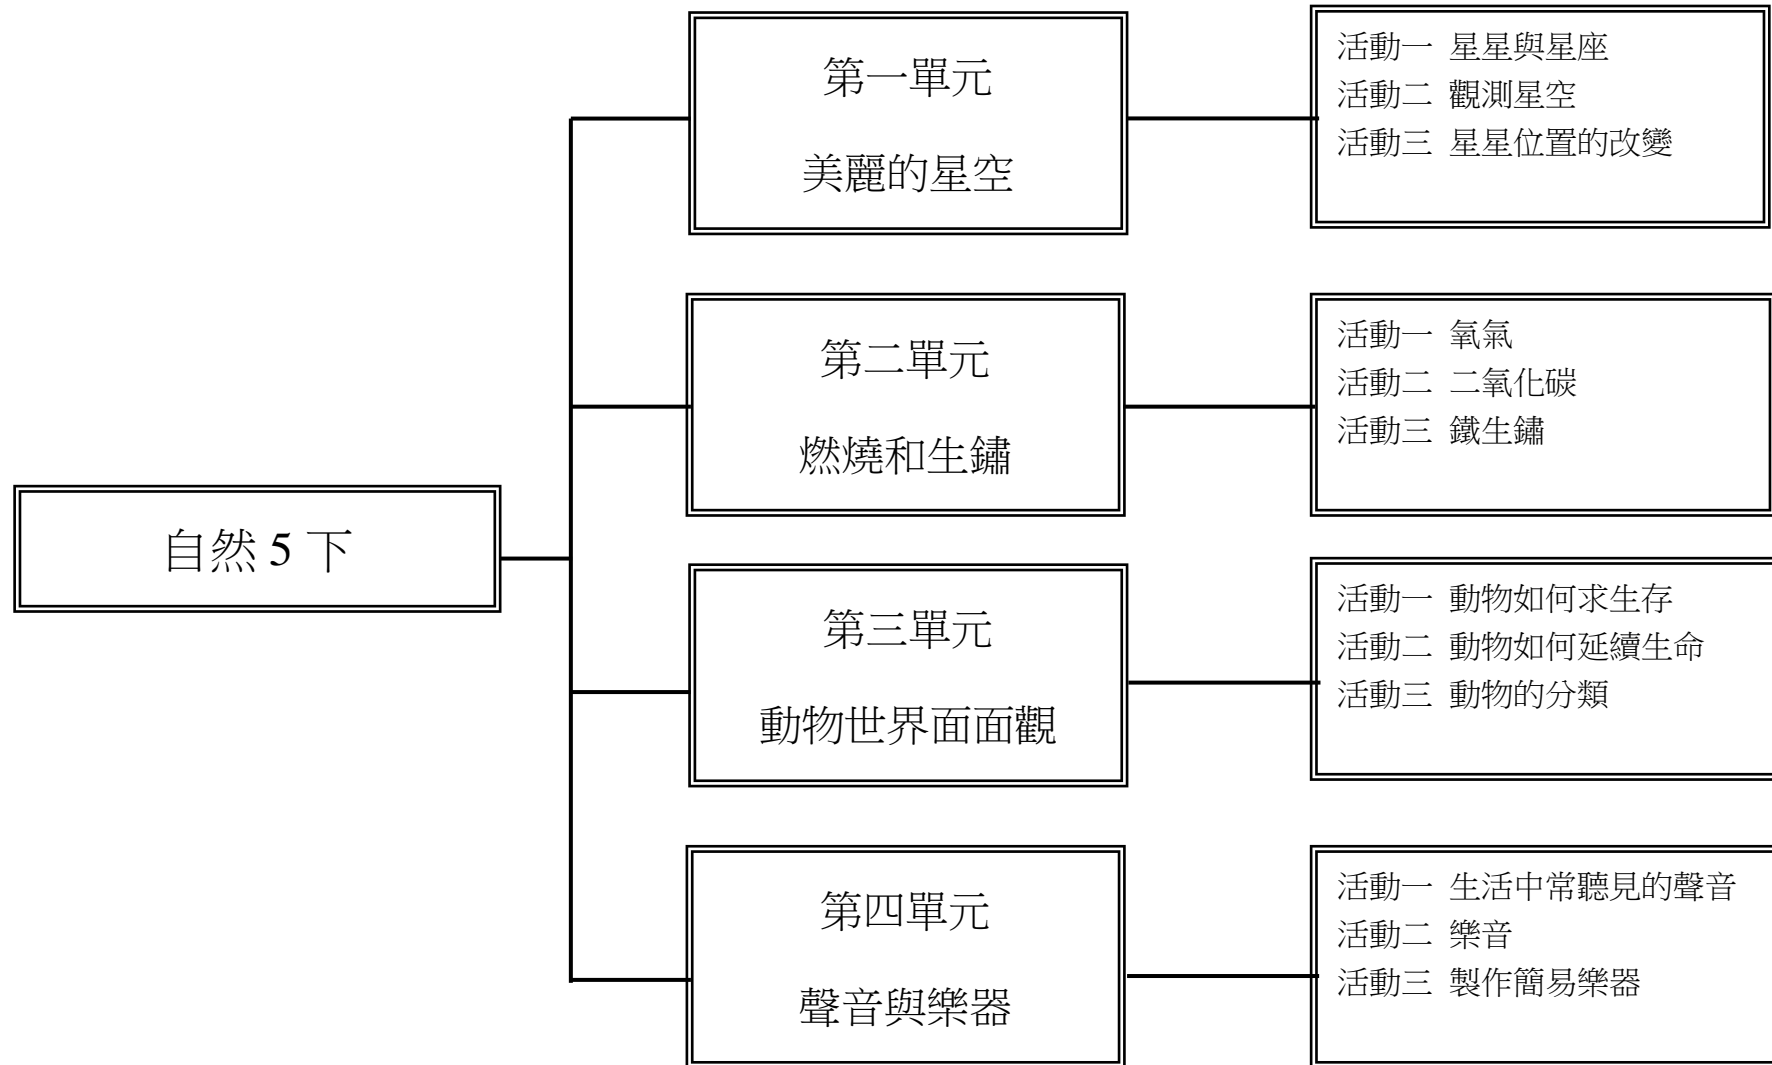 自然 5 下
第一單元
美麗的星空
活動一 星星與星座
活動二 觀測星空
活動三 星星位置的改變
第二單元
燃燒和生鏽
活動一 氧氣
活動二 二氧化碳
活動三 鐵生鏽
第三單元
動物世界面面觀
活動一 動物如何求生存
活動二 動物如何延續生命
活動三 動物的分類
第四單元
聲音與樂器
活動一 生活中常聽見的聲音
活動二 樂音
活動三 製作簡易樂器